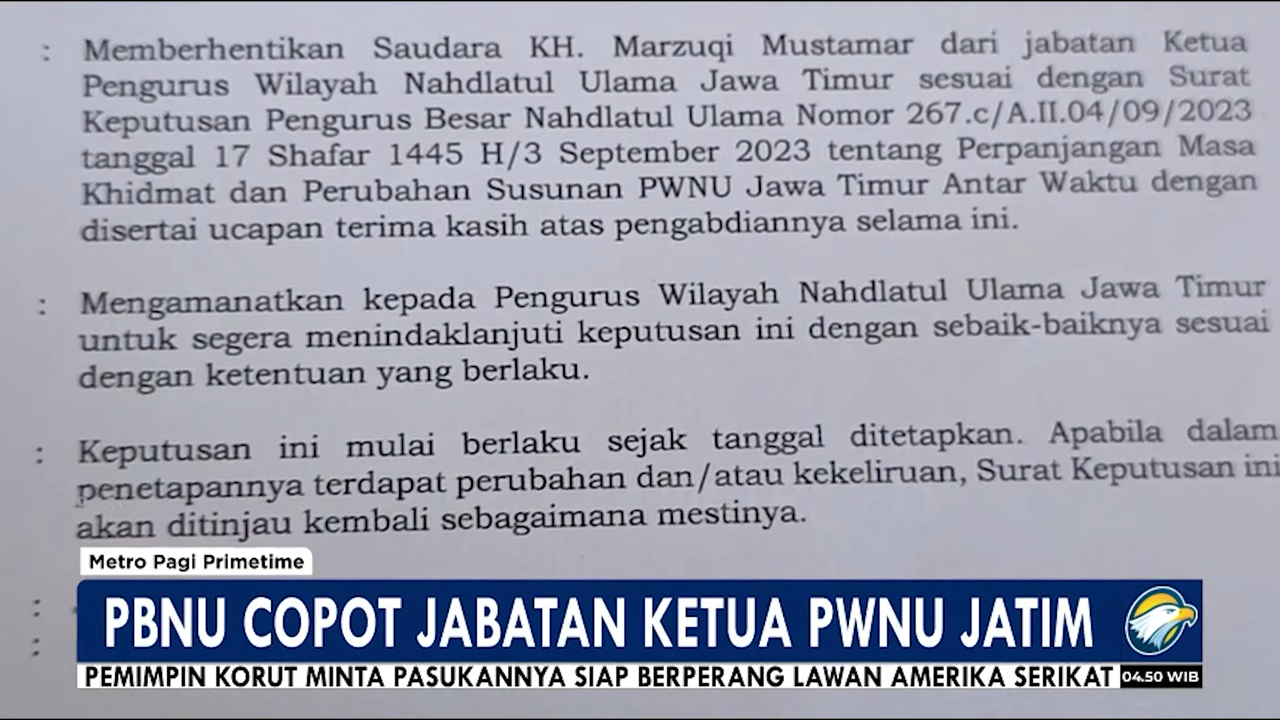 : Memberhentikan Saudara KH. Marzuqi Mustamar dari jabatan Ketua
Pengurus Wilayah Nahdlatul Ulama Jawa Timur sesuai dengan Surat
Keputusan Pengurus Besar Nahdlatul Ulama Nomor 267.c/A.II.04/09/2023
tanggal 17 Shafar 1445 H/3 September 2023 tentang Perpanjangan Masa
Khidmat dan Perubahan Susunan PWNU Jawa Timur Antar Waktu dengan
disertai ucapan terima kasih atas pengabdiannya selama ini.
: Mengamanatkan kepada Pengurus Wilayah Nahdlatul Ulama Jawa Timur
untuk segera menindaklanjuti keputusan ini dengan sebaik-baiknya sesuai
dengan ketentuan yang berlaku.
: Keputusan ini mulai berlaku sejak tanggal ditetapkan. Apabila dalam
penetapannya terdapat perubahan dan/atau kekeliruan, Surat Keputusan ini
akan ditinjau kembali sebagaimana mestinya.
Metro Pagi Primetime
:
:
PBNU COPOT JABATAN KETUA PWNU JATIM
PEMIMPIN KORUT MINTA PASUKANNYA SIAP BERPERANG LAWAN AMERIKA SERIKAT 04.50 WIB